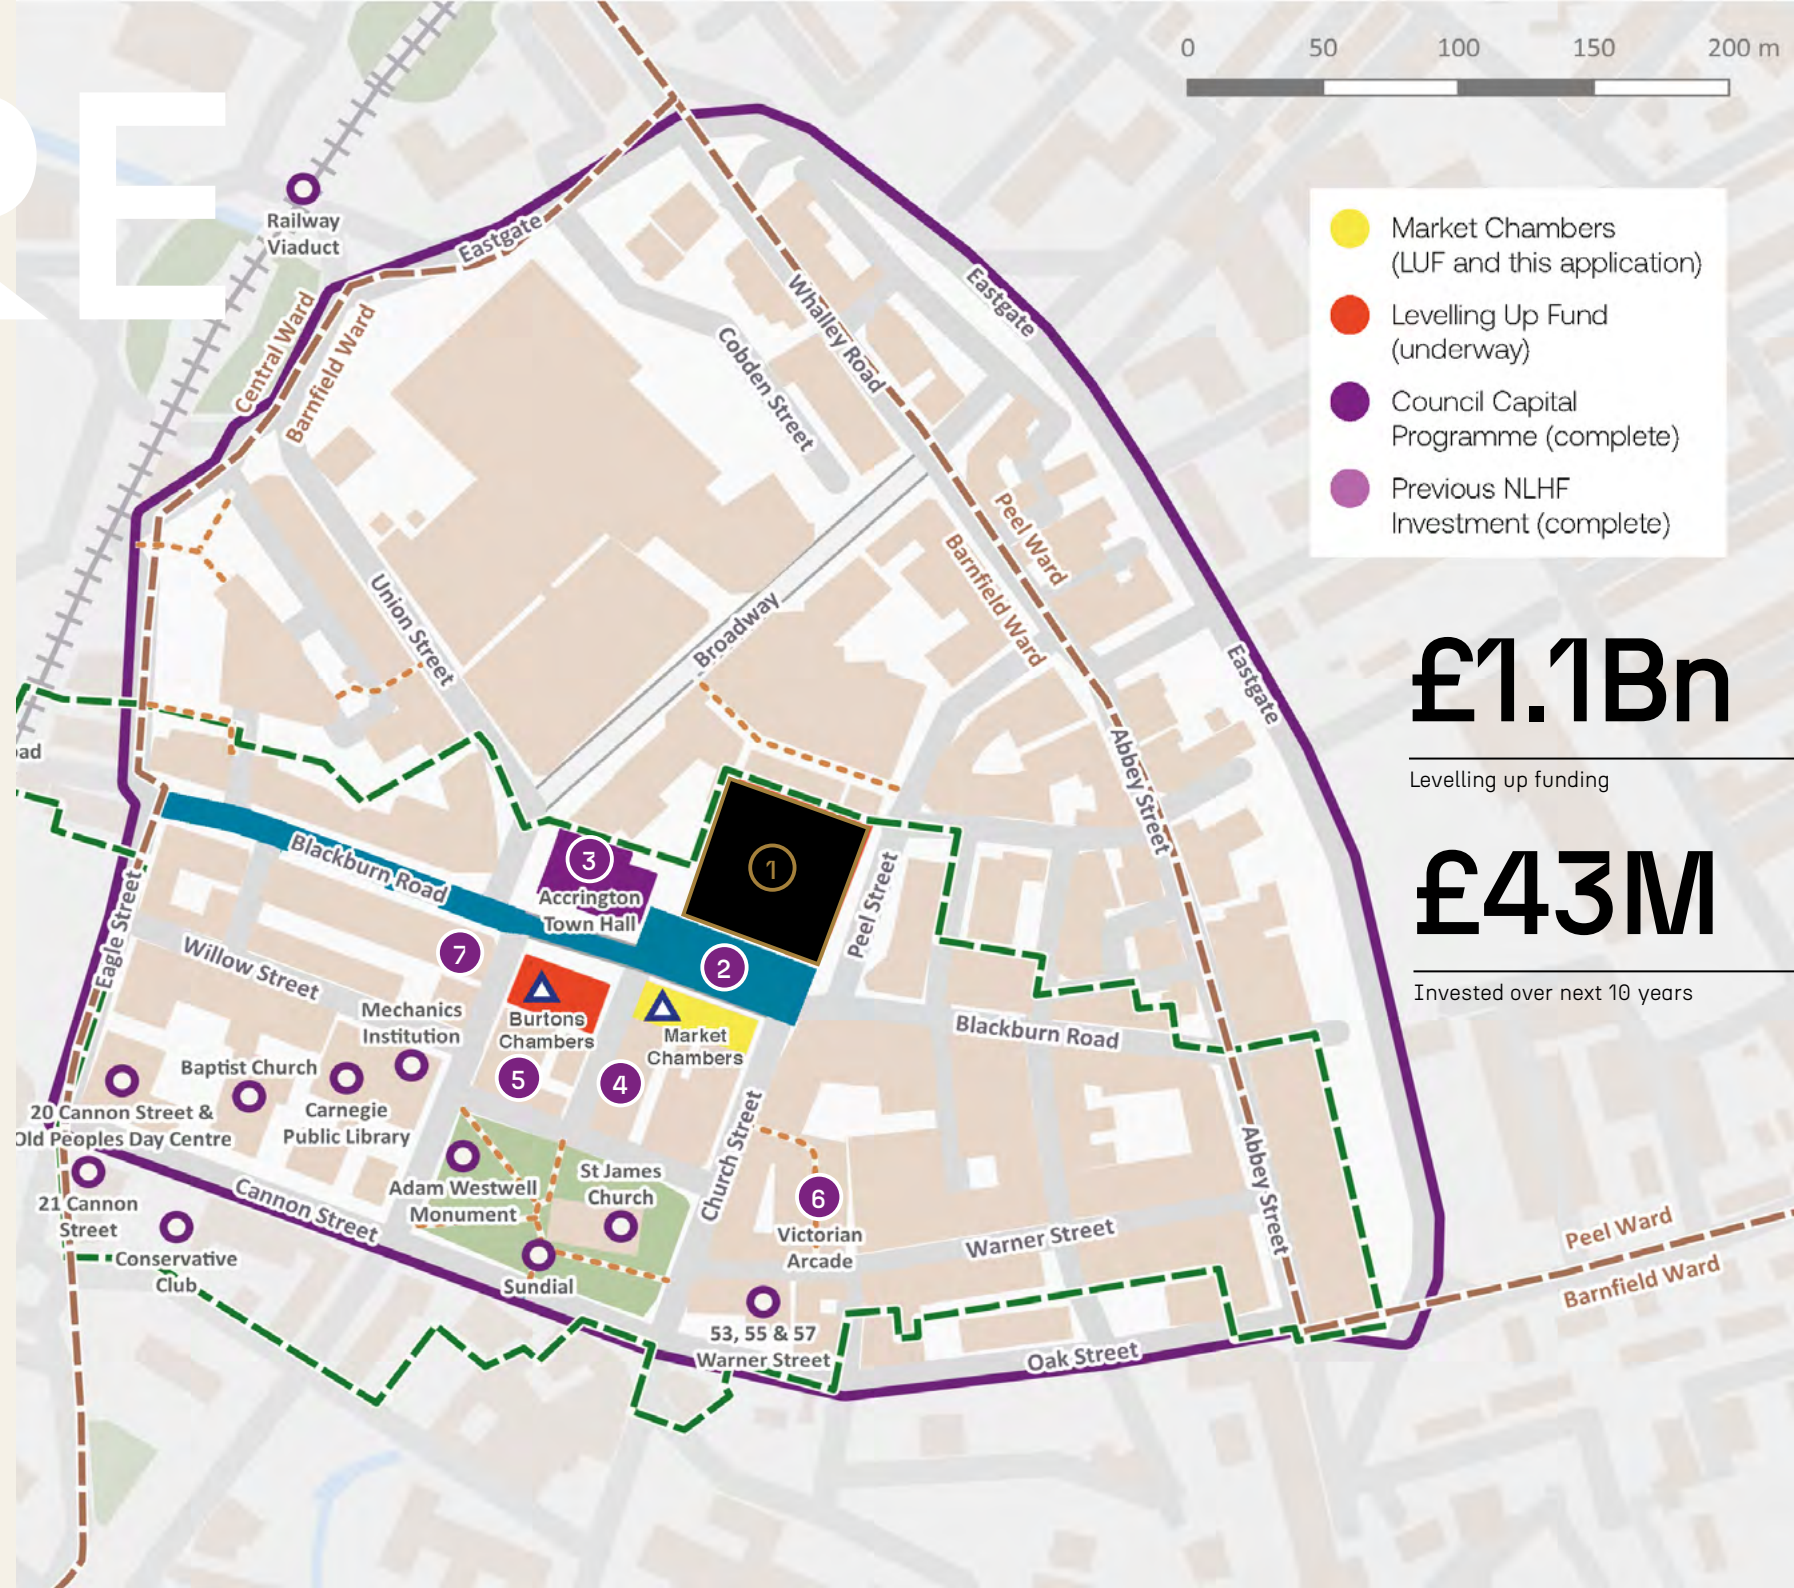 RE
0 50 100 150 200 m
Railway
Viaduct
Eastgate
Central Ward
Barnfield Ward
Whalley Road
Cobden Street
Eastgate
Market Chambers
(LUF and this application)
Levelling Up Fund
(underway)
Council Capital
Programme (complete)
Previous NLHF
Investment (complete)
Peel Ward
Barnfield Ward
Union Street
Broadway
Eastgate
£1.1Bn
Levelling up funding
Abbey Street
£43M
Invested over next 10 years
Blackburn Road
3
Accrington
Town Hall
1
Peel Street
2
7
Eagle Street
Willow Street
Mechanics
Institution
Burtons
Chambers
Market
Chambers
Blackburn Road
5
4
Baptist Church
Carnegie
Public Library
20 Cannon Street &
Old Peoples Day Centre
21 Cannon
Street
Conservative
Club
Cannon Street
Adam Westwell
Monument
St James
Church
Sundial
Church Street
6
Victorian
Arcade
Warner Street
Abbey Street
53, 55 & 57
Warner Street
Oak Street
Peel Ward
Barnfield Ward